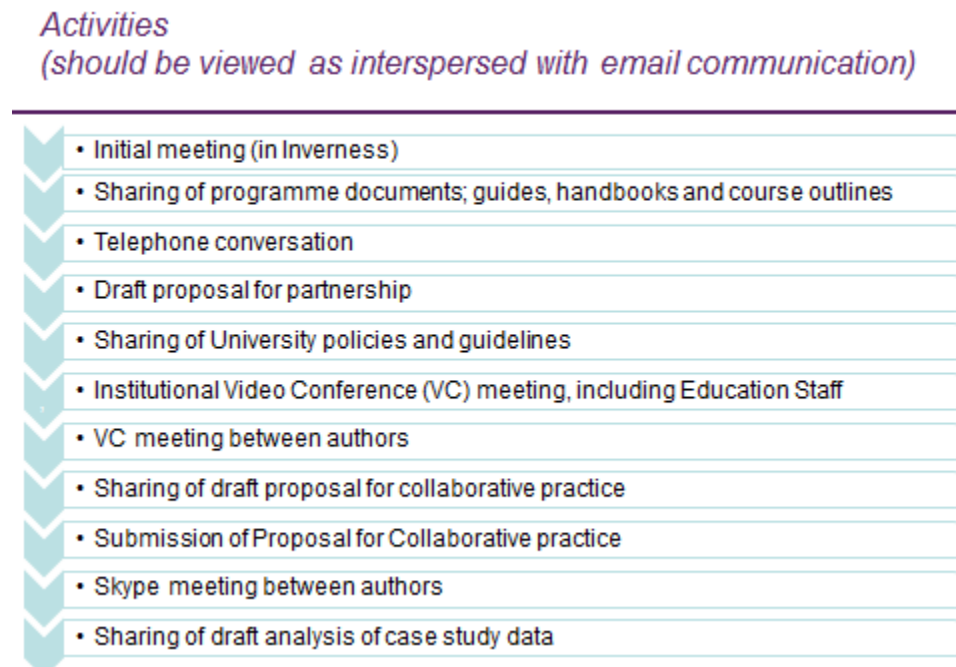 Activities
(should be viewed as interspersed with email communication)
• Initial meeting (in Inverness)
• Sharing of programme documents; guides, handbooks and course outlines
• Telephone conversation
• Draft proposal for partnership
• Sharing of University policies and guidelines
• Institutional Video Conference (VC) meeting, including Education Staff
• VC meeting between authors
• Sharing of draft proposal for collaborative practice
• Submission of Proposal for Collaborative practice
• Skype meeting between authors
• Sharing of draft analysis of case study data